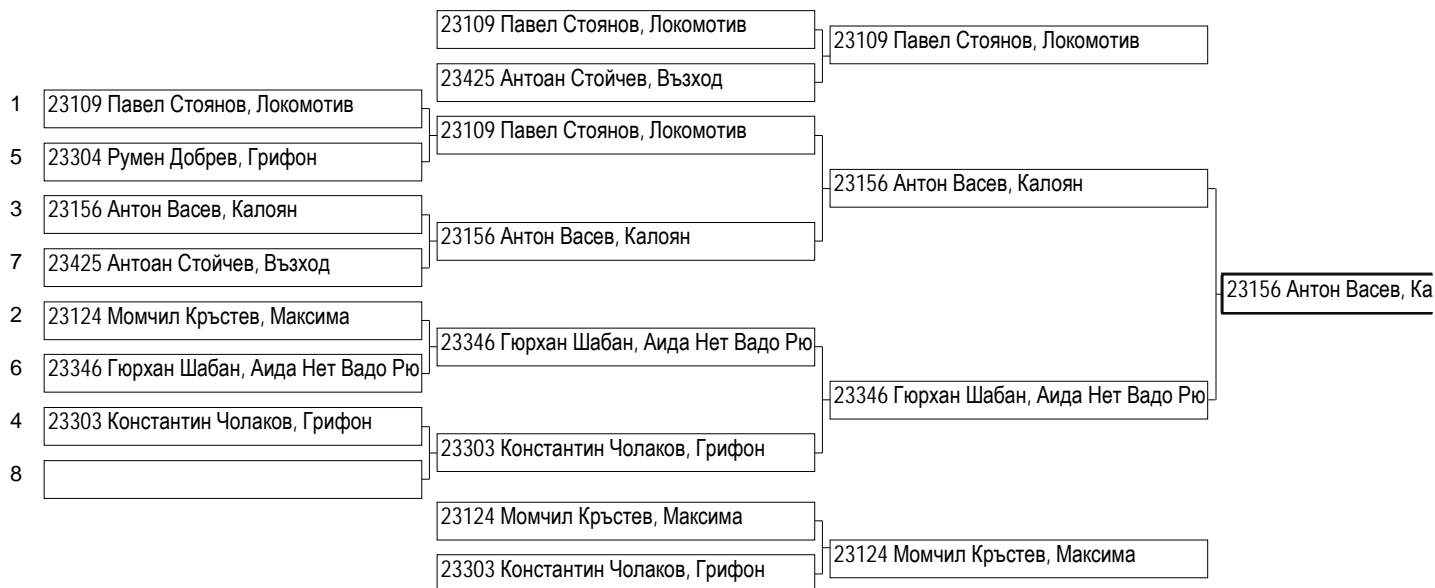 23109 Павел Стоянов, Локомотив
23109 Павел Стоянов, Локомотив
23425 Антоан Стойчев, Възход
1 23109 Павел Стоянов, Локомотив
23109 Павел Стоянов, Локомотив
5 23304 Румен Добрев, Грифон
23156 Антон Васев, Калоян
3 23156 Антон Васев, Калоян
23156 Антон Васев, Калоян
7 23425 Антоан Стойчев, Възход
23156 Антон Васев, Ка
2 23124 Момчил Кръстев, Максима
23346 Гюрхан Шабан, Аида Нет Вадо Рю
6 23346 Гюрхан Шабан, Аида Нет Вадо Рю
23346 Гюрхан Шабан, Аида Нет Вадо Рю
4 23303 Константин Чолаков, Грифон
23303 Константин Чолаков, Грифон
8
23124 Момчил Кръстев, Максима
23124 Момчил Кръстев, Максима
23303 Константин Чолаков, Грифон